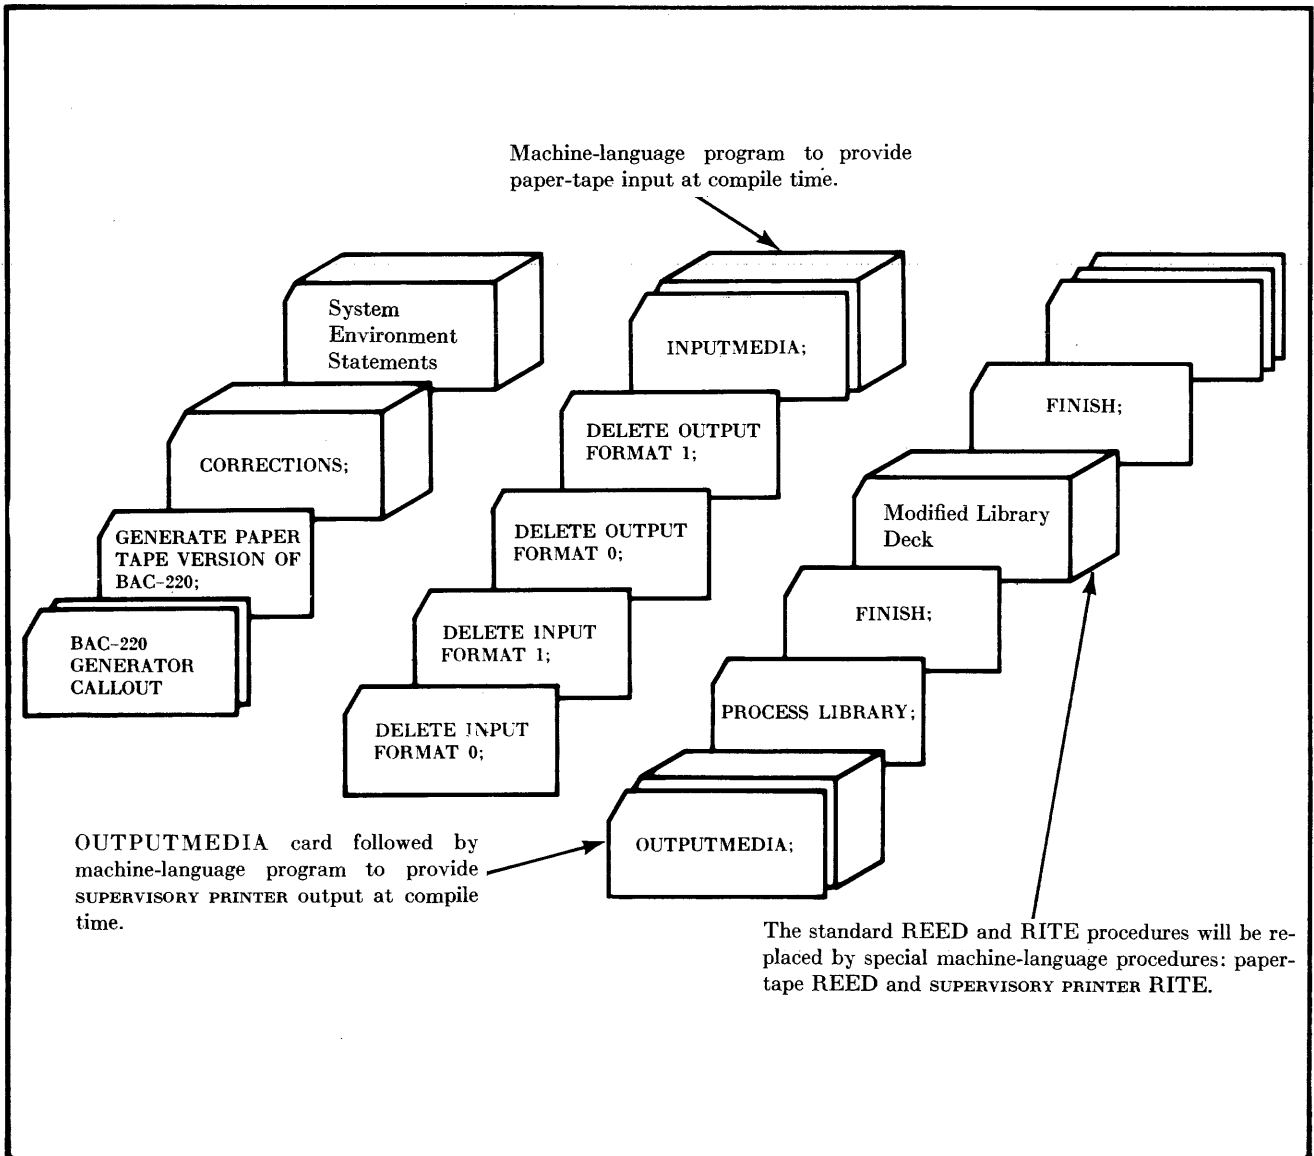 Machine-language program to provide
paper-tape input at compile time.
System
Environment
Statements
CORRECTIONS;
GENERATE PAPER
TAPE VERSION OF
BAC-220;
BAC-220
GENERATOR
CALLOUT
INPUTMEDIA;
DELETE OUTPUT
FORMAT 1;
DELETE OUTPUT
FORMAT 0;
DELETE INPUT
FORMAT 1;
DELETE INPUT
FORMAT 0;
FINISH;
Modified Library
Deck
FINISH;
PROCESS LIBRARY;
OUTPUTMEDIA;
OUTPUTMEDIA card followed by
machine-language program to provide
SUPERVISORY PRINTER output at compile
time.
The standard REED and RITE procedures will be re-
placed by special machine-language procedures: paper-
tape REED and SUPERVISORY PRINTER RITE.